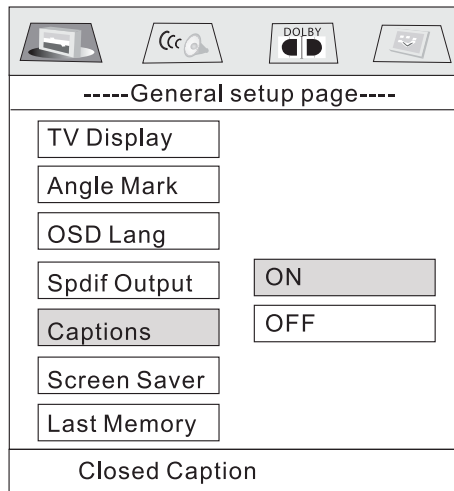 DOLBY
-----General setup page----
TV Display
Angle Mark
OSD Lang
Spdif Output
ON
Captions
OFF
Screen Saver
Last Memory
Closed Caption